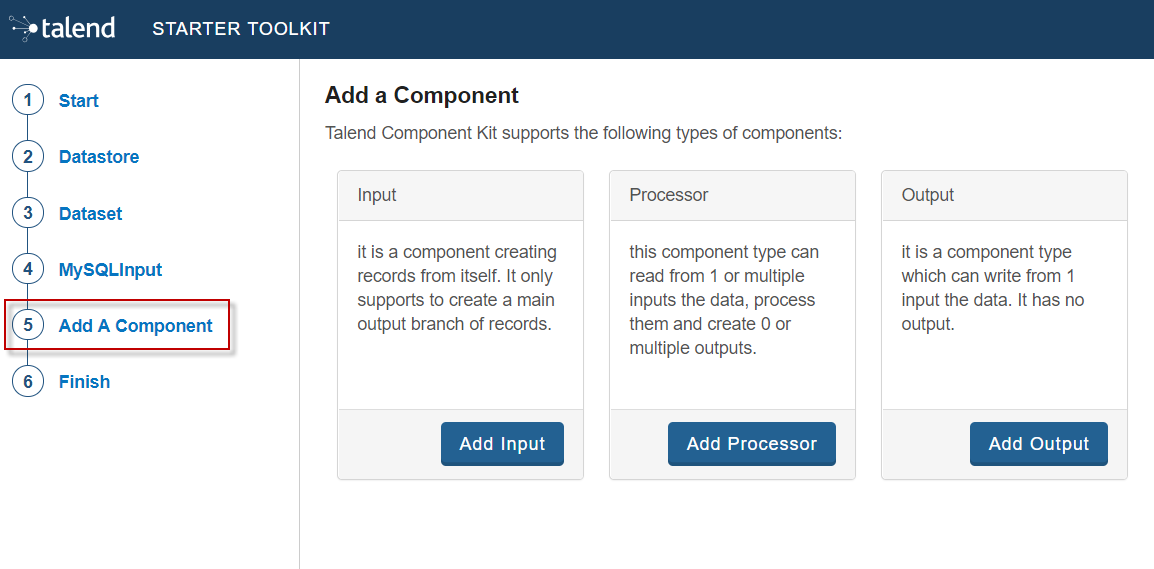 talend STARTER TOOLKIT
1 Start
2 Datastore
3 Dataset
4 MySQLInput
5 Add A Component
6 Finish
Add a Component
Talend Component Kit supports the following types of components:
Input
it is a component creating
records from itself. It only
supports to create a main
output branch of records.
Add Input
Processor
this component type can
read from 1 or multiple
inputs the data, process
them and create 0 or
multiple outputs.
Add Processor
Output
it is a component type
which can write from 1
input the data. It has no
output.
Add Output